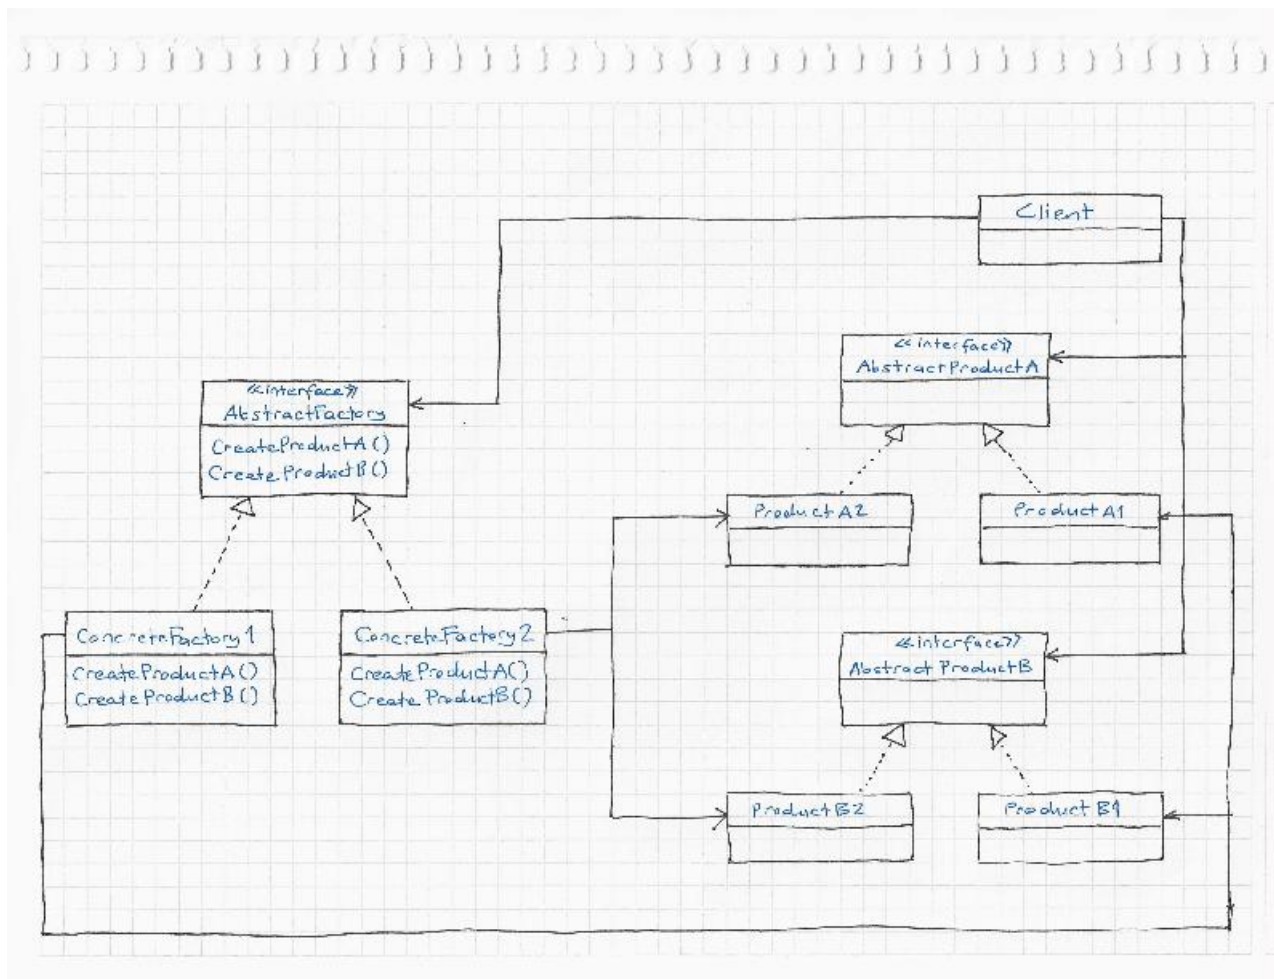 Client
«interface»
AbstractProductA
«interface»
AbstractFactory
CreateProductA()
CreateProductB()
ProductA2
ProductA1
ConcreteFactory1
CreateProductA()
CreateProductB()
ConcreteFactory2
CreateProductA()
CreateProductB()
«interface»
AbstractProductB
ProductB2
ProductB1